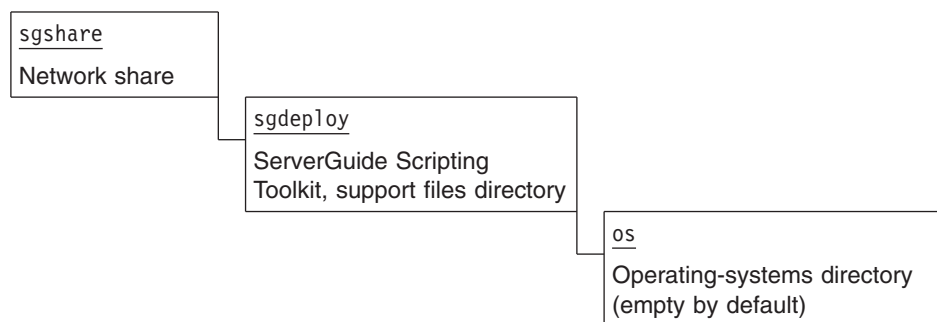 sgshare
Network share
sgdeploy
ServerGuide Scripting
Toolkit, support files directory
os
Operating-systems directory
(empty by default)